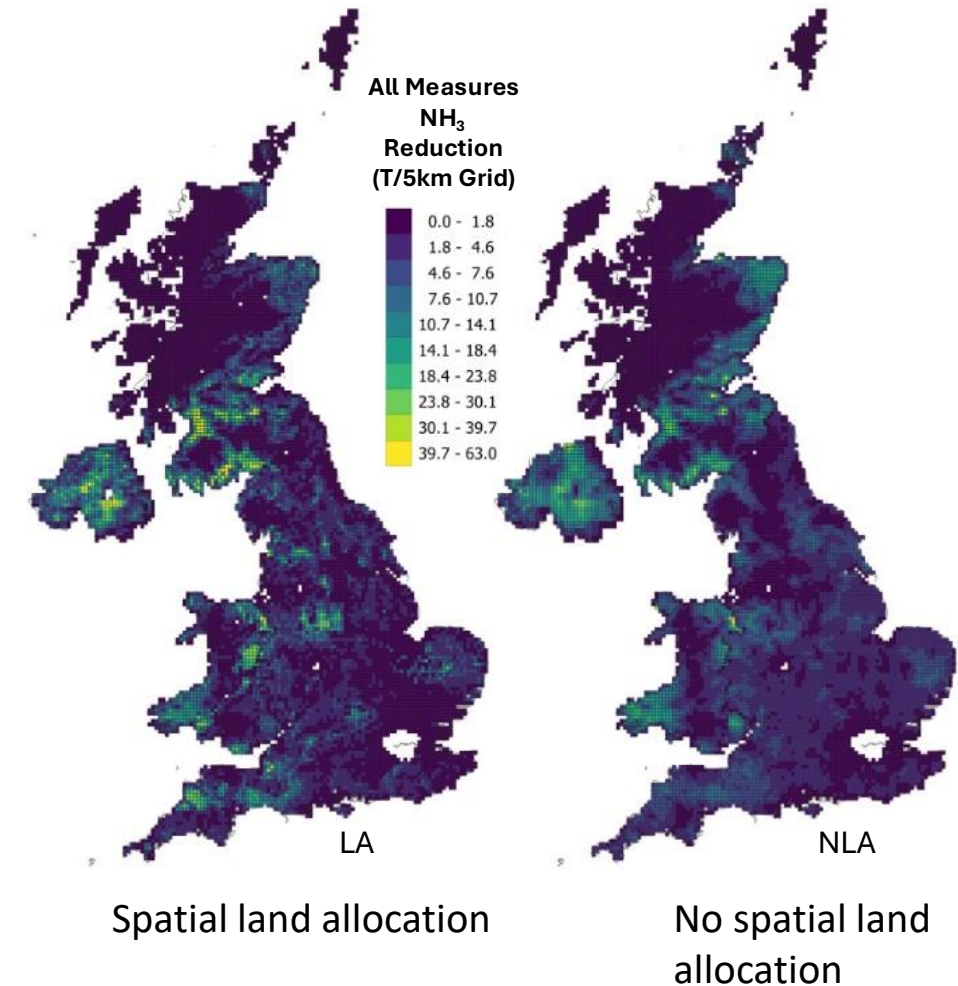 All Measures
NH₃
Reduction
(T/5km Grid)
0.0 - 1.8
1.8 - 4.6
4.6 - 7.6
7.6 - 10.7
10.7 - 14.1
14.1 - 18.4
18.4 - 23.8
23.8 - 30.1
30.1 - 39.7
39.7 - 63.0
LA
NLA
Spatial land allocation
No spatial land
allocation